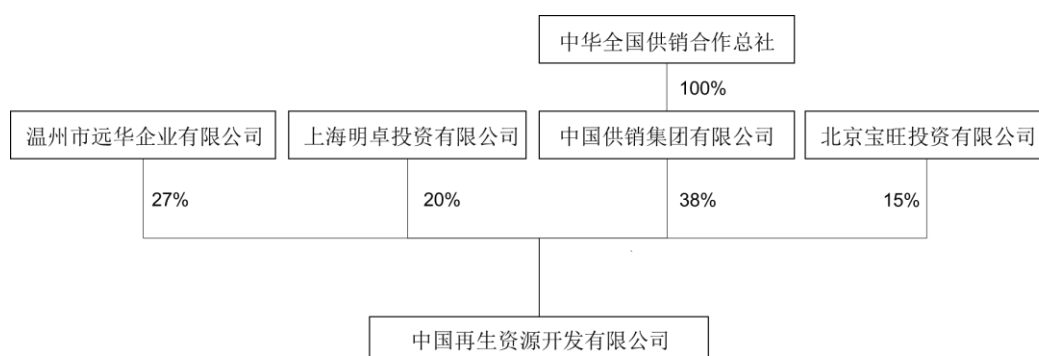 中华全国供销合作总社
100%
温州市远华企业有限公司
上海明卓投资有限公司
中国供销集团有限公司
北京宝旺投资有限公司
27%
20%
38%
15%
中国再生资源开发有限公司